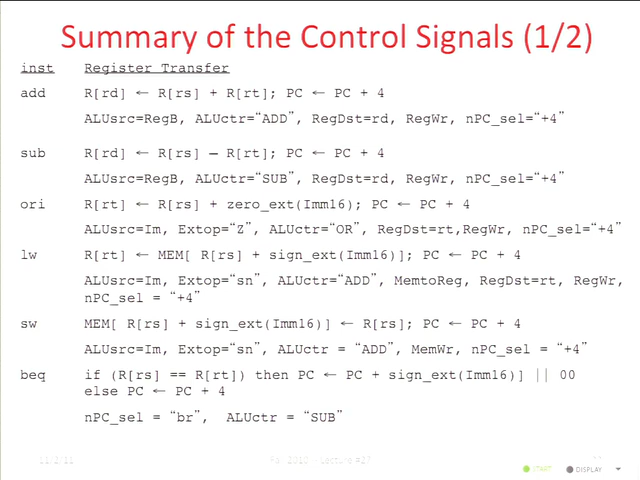 Summary of the Control Signals (1/2)
inst Register Transfer
add R[rd] ← R[rs] + R[rt]; PC ← PC + 4
ALUsrc=RegB, ALUctr=“ADD”, RegDst=rd, RegWr, nPC_sel=“+4”
sub R[rd] ← R[rs] – R[rt]; PC ← PC + 4
ALUsrc=RegB, ALUctr=“SUB”, RegDst=rd, RegWr, nPC_sel=“+4”
ori R[rt] ← R[rs] + zero_ext(Imm16); PC ← PC + 4
ALUsrc=Im, Extop=“Z”, ALUctr=“OR”, RegDst=rt,RegWr, nPC_sel=“+4”
lw R[rt] ← MEM[ R[rs] + sign_ext(Imm16)]; PC ← PC + 4
ALUsrc=Im, Extop=“sn”, ALUctr=“ADD”, MemtoReg, RegDst=rt, RegWr,
nPC_sel = “+4”
sw MEM[ R[rs] + sign_ext(Imm16)] ← R[rs]; PC ← PC + 4
ALUsrc=Im, Extop=“sn”, ALUctr = “ADD”, MemWr, nPC_sel = “+4”
beq if (R[rs] == R[rt]) then PC ← PC + sign_ext(Imm16)] || 00
else PC ← PC + 4
nPC_sel = “br”, ALUctr = “SUB”
11/2/11 2010 Lecture #27
START DISPLAY